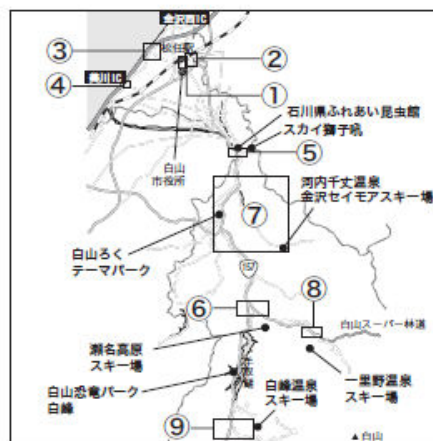 金沢西IC
③
松任駅
②
美川IC
④
①
石川県ふれあい昆虫館
スカイ獅子吼
白山
市役所
⑤
河内千丈温泉
金沢セイモアスキー場
⑦
白山ろく
テーマパーク
157
⑥
⑧
白山スーパー林道
瀬名高原
スキー場
一里野温泉
スキー場
白山恐竜パーク
白峰
白峰温泉
スキー場
⑨
▲白山